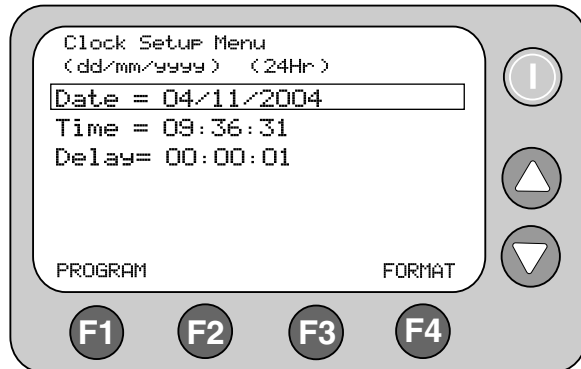 Clock Setup Menu
(dd/mm/yyyy) (24Hr)
Date = 04/11/2004
Time = 09:36:31
Delay= 00:00:01
PROGRAM FORMAT
F1 F2 F3 F4
I